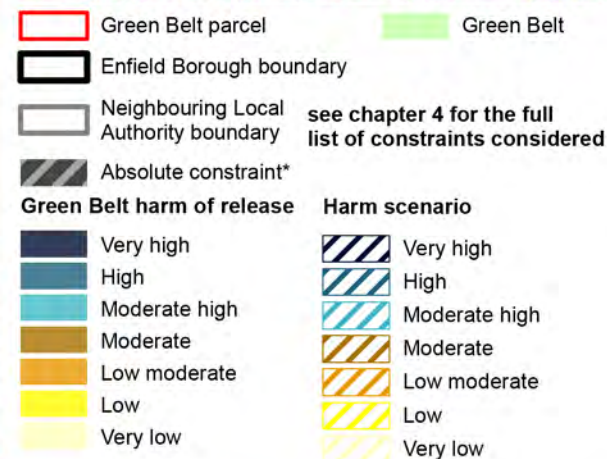 Green Belt parcel
Green Belt
Enfield Borough boundary
Neighbouring Local
Authority boundary
see chapter 4 for the full
list of constraints considered
Absolute constraint*
Green Belt harm of release
Very high
High
Moderate high
Moderate
Low moderate
Low
Very low
Harm scenario
Very high
High
Moderate high
Moderate
Low moderate
Low
Very low